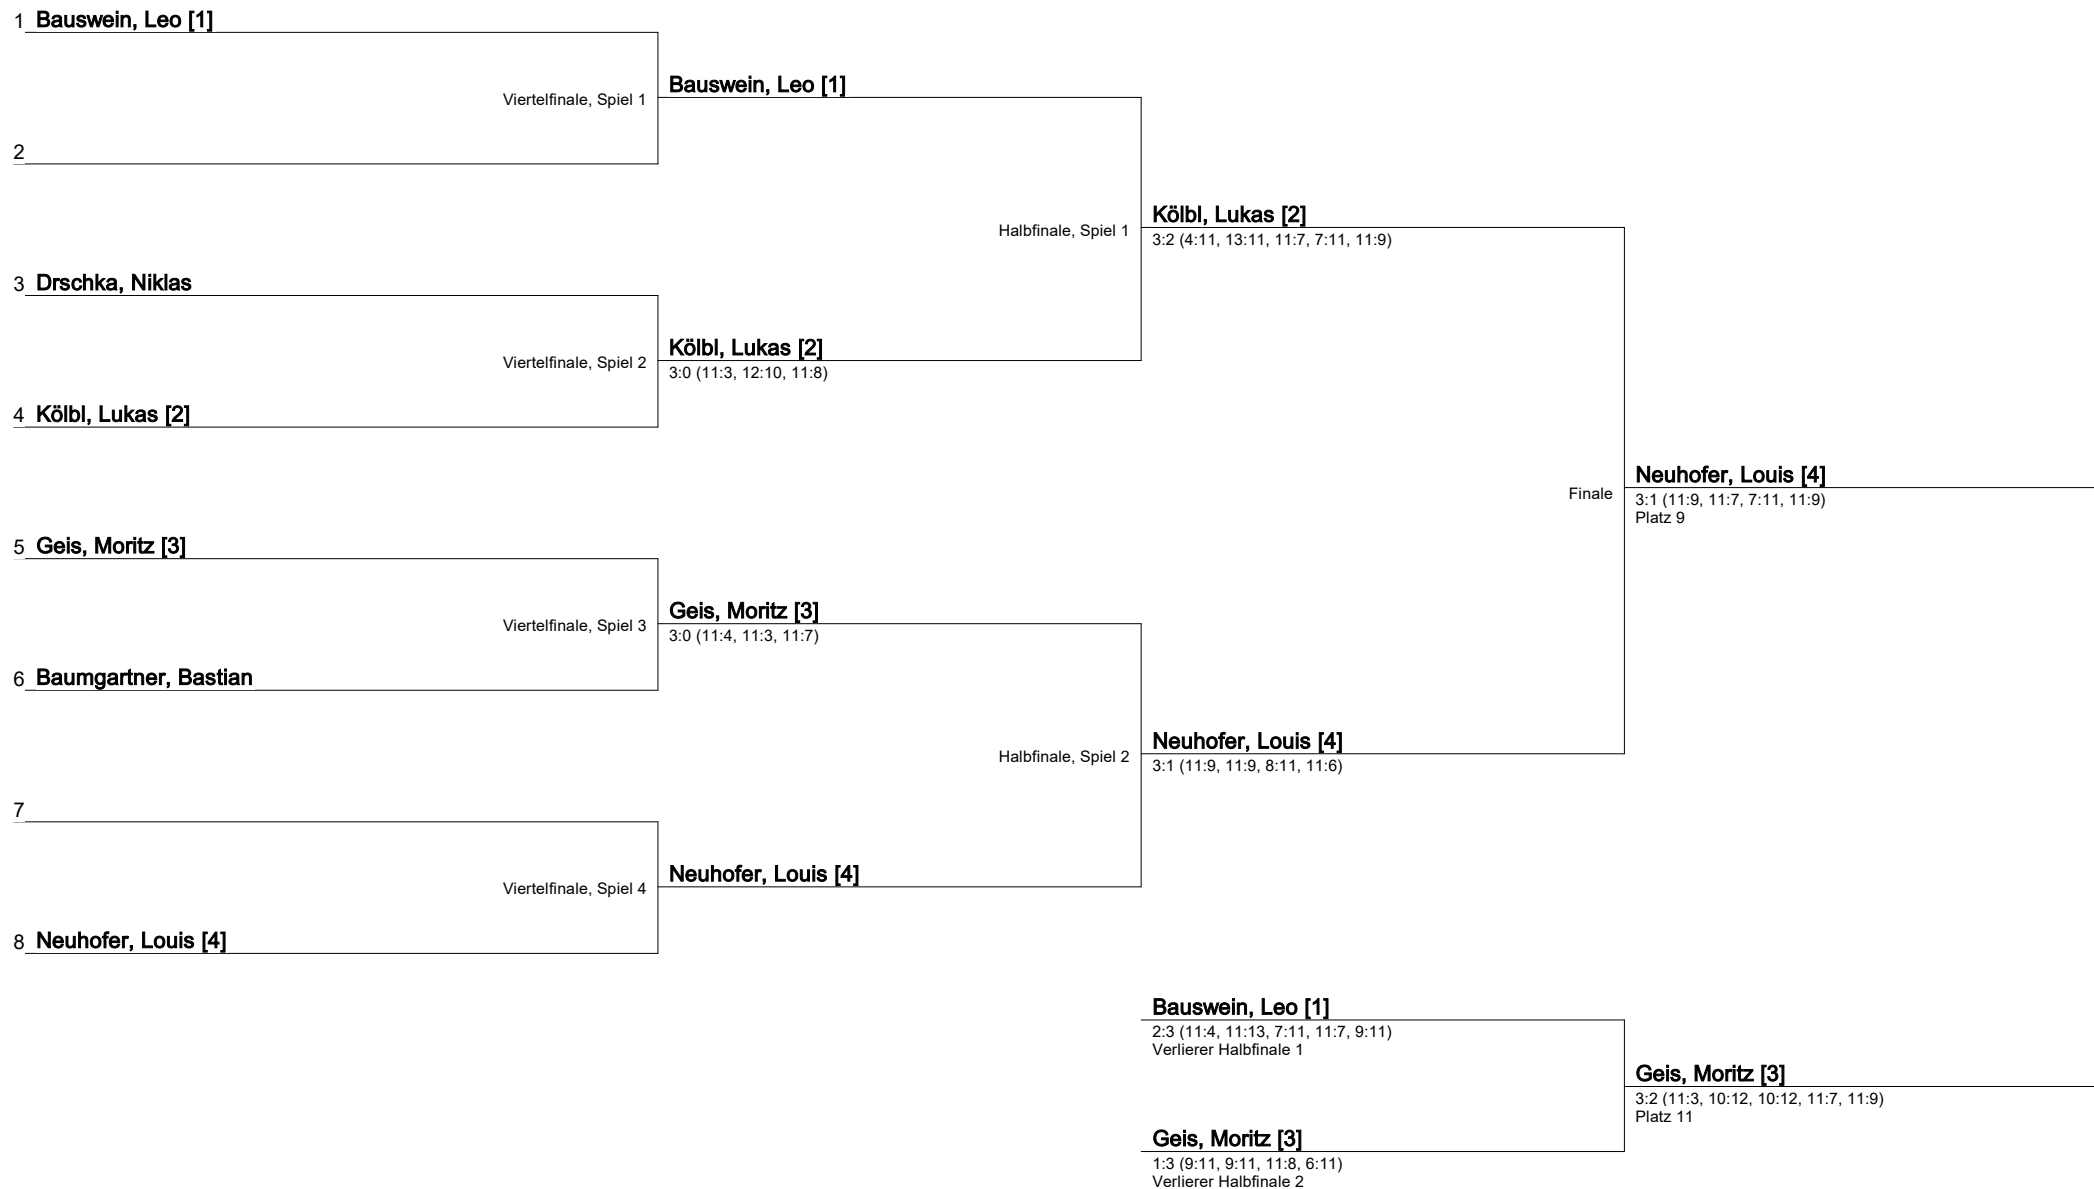 1 Bauswein, Leo [1]
Viertelfinale, Spiel 1
Bauswein, Leo [1]
2
Halbfinale, Spiel 1
Kölbl, Lukas [2]
3:2 (4:11, 13:11, 11:7, 7:11, 11:9)
3 Drschka, Niklas
Viertelfinale, Spiel 2
Kölbl, Lukas [2]
3:0 (11:3, 12:10, 11:8)
4 Kölbl, Lukas [2]
Finale
Neuhofer, Louis [4]
3:1 (11:9, 11:7, 7:11, 11:9)
Platz 9
5 Geis, Moritz [3]
Viertelfinale, Spiel 3
Geis, Moritz [3]
3:0 (11:4, 11:3, 11:7)
6 Baumgartner, Bastian
Halbfinale, Spiel 2
Neuhofer, Louis [4]
3:1 (11:9, 11:9, 8:11, 11:6)
7
Viertelfinale, Spiel 4
Neuhofer, Louis [4]
8 Neuhofer, Louis [4]
Bauswein, Leo [1]
2:3 (11:4, 11:13, 7:11, 11:7, 9:11)
Verlierer Halbfinale 1
Geis, Moritz [3]
3:2 (11:3, 10:12, 10:12, 11:7, 11:9)
Platz 11
Geis, Moritz [3]
1:3 (9:11, 9:11, 11:8, 6:11)
Verlierer Halbfinale 2